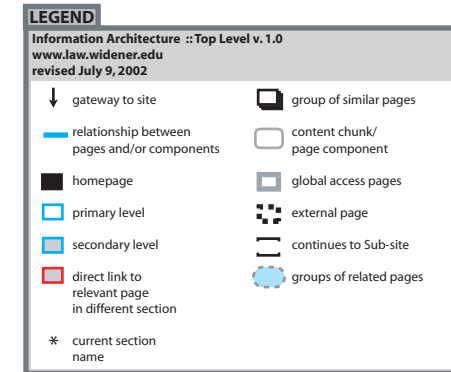 LEGEND
Information Architecture :: Top Level v. 1.0
www.law.widener.edu
revised July 9, 2002
gateway to site
relationship between
pages and/or components
homepage
primary level
secondary level
direct link to
relevant page
in different section
* current section
name
group of similar pages
content chunk/
page component
global access pages
external page
continues to Sub-site
groups of related pages